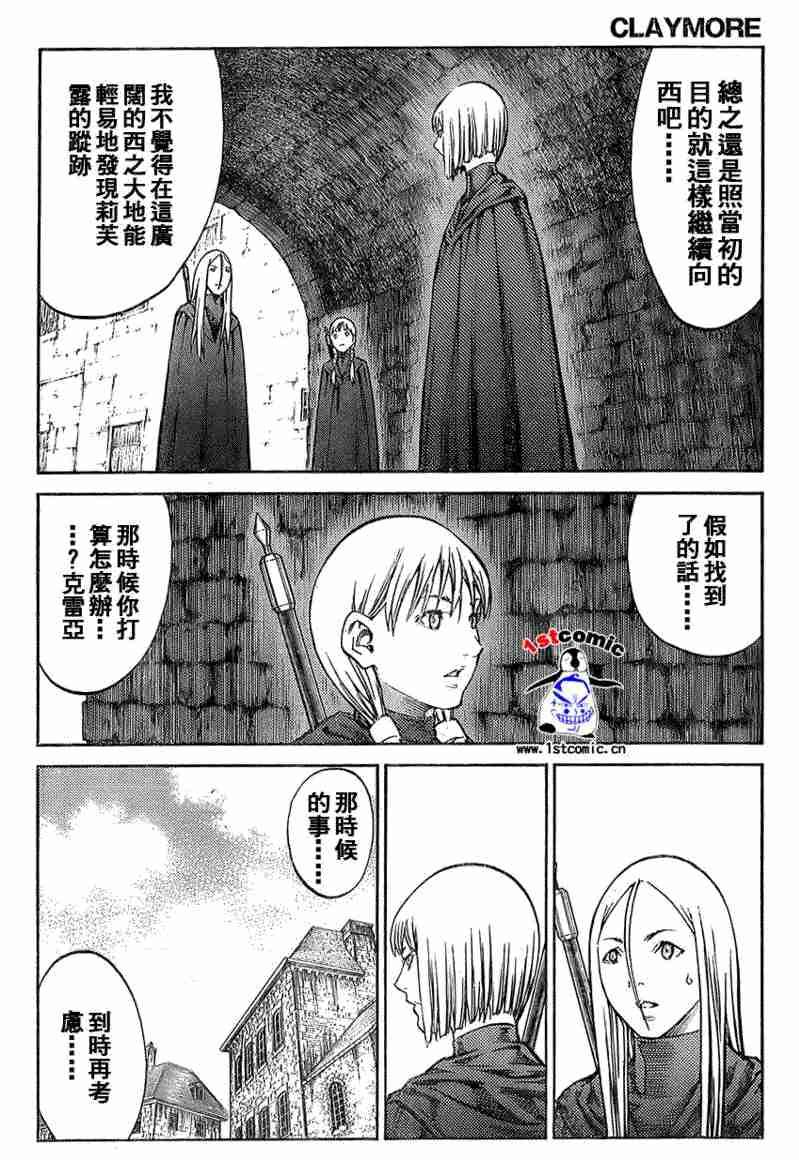 CLAYMORE
總之還是照當初的
目的就這樣繼續向
西吧……
我不覺得在這廣
闊的西之大地能
輕易地發現莉芙
露的蹤跡
假如找到
了的話……
那時候你打
算怎麼辦…
…?克雷亞
1stcomic
www.1stcomic.cn
那時候
的事……
到時再考
慮……